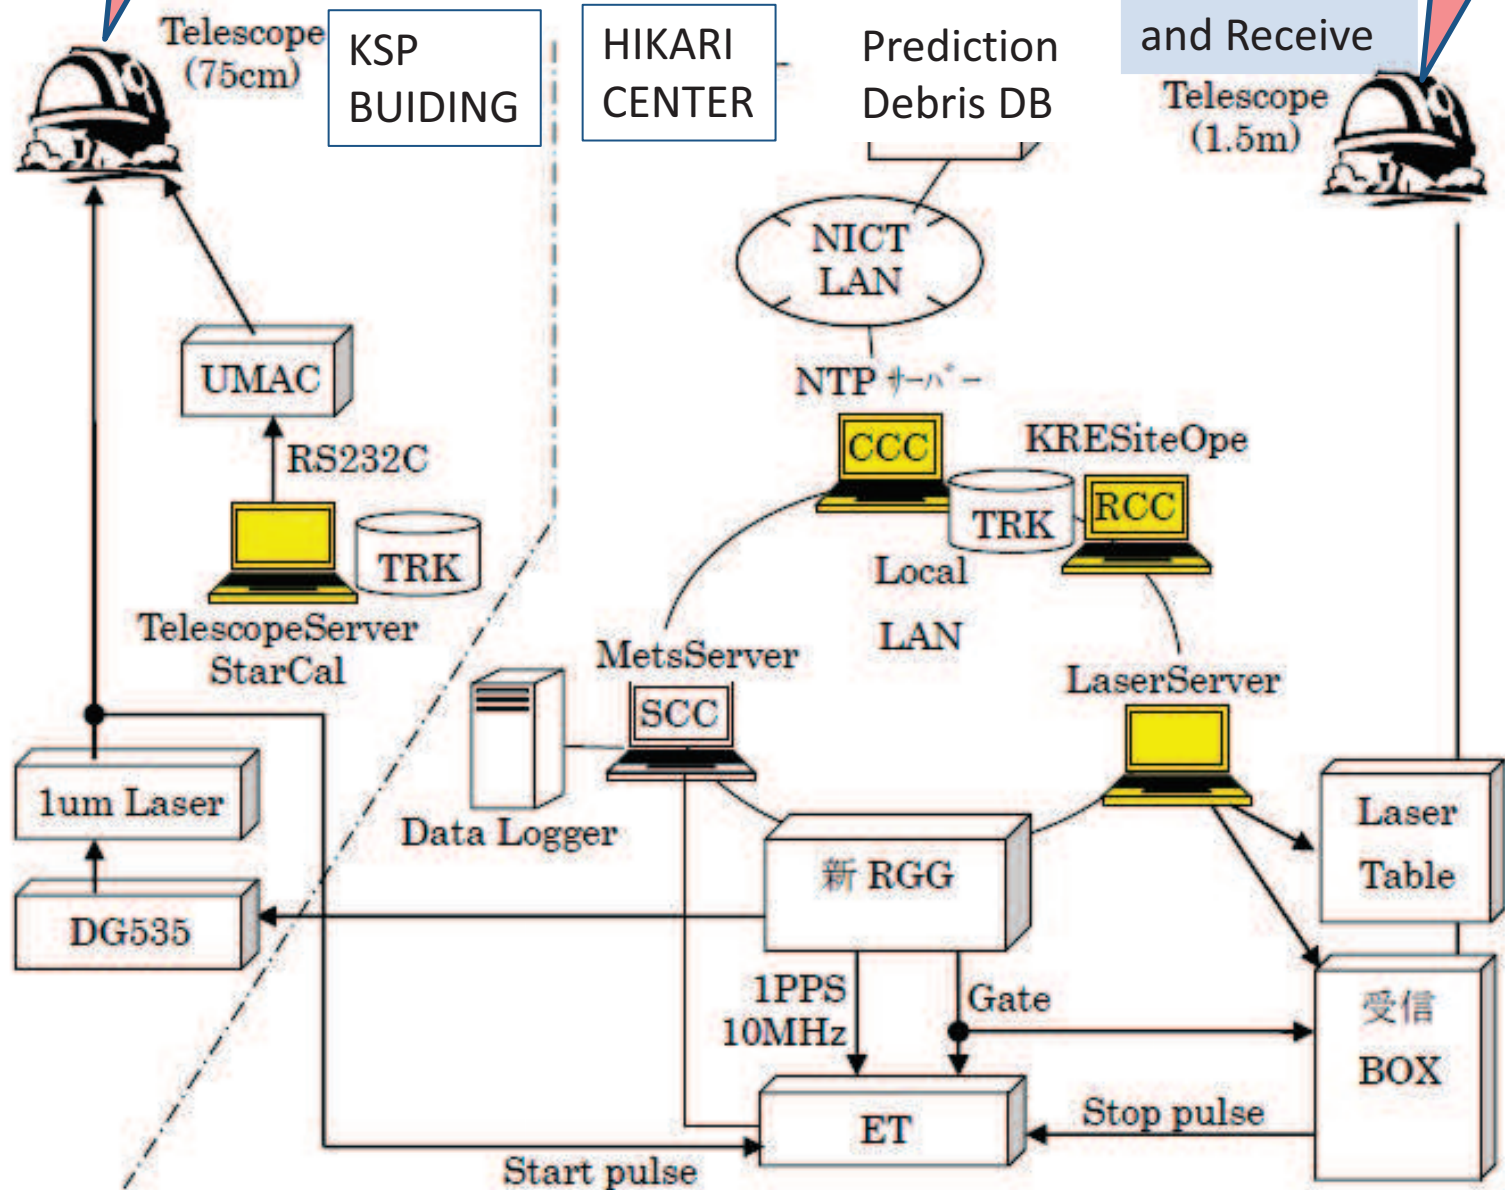 Telescope
(75cm)
KSP
BUIDING
HIKARI
CENTER
Prediction
Debris DB
and Receive
Telescope
(1.5m)
NICT
LAN
UMAC
NTP ｻｰﾊﾞｰ
RS232C
CCC
KRESiteOpe
TRK
RCC
TRK
Local
LAN
TelescopeServer
StarCal
MetsServer
LaserServer
SCC
1um Laser
Data Logger
新 RGG
Laser
Table
DG535
1PPS
10MHz
Gate
受信
BOX
ET
Stop pulse
Start pulse